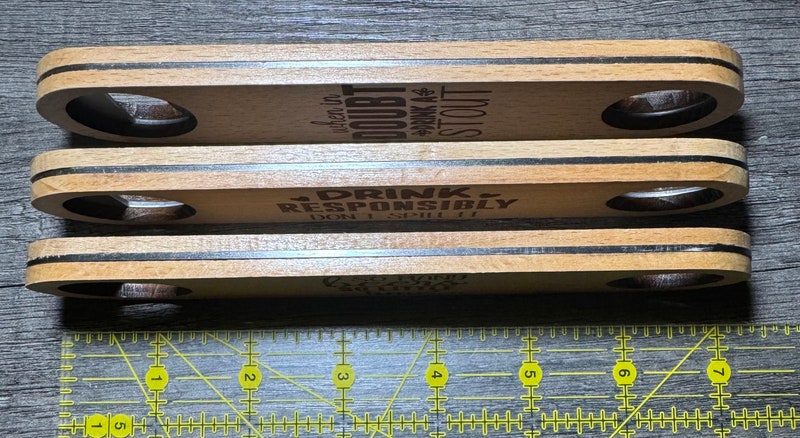 when in
DOUBT
DRINK A
STOUT
DRINK
RESPONSIBLY
DON'T SPILL IT
1 2 3 4 5 6 7
1 5